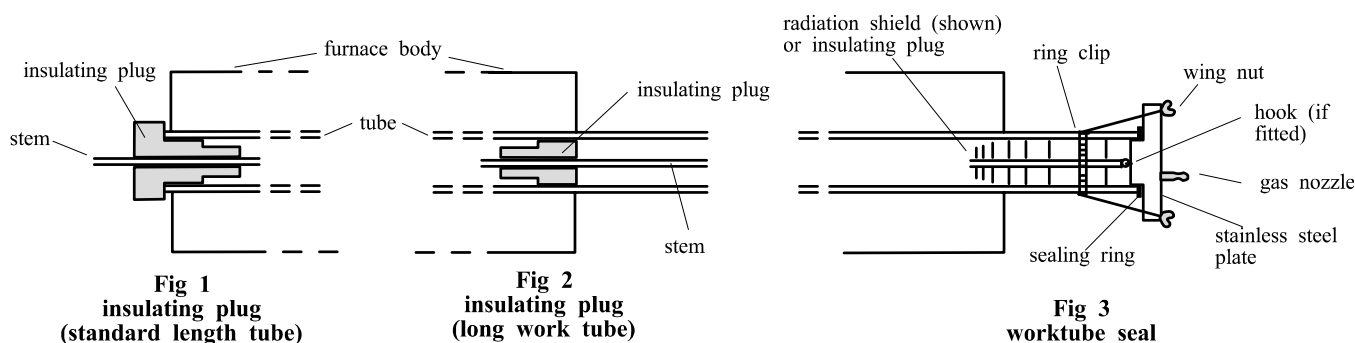 furnace body
insulating plug
stem
tube
insulating plug
stem
Fig 1
insulating plug
(standard length tube)
Fig 2
insulating plug
(long work tube)
radiation shield (shown)
or insulating plug
ring clip
wing nut
hook (if
fitted)
gas nozzle
stainless steel
plate
sealing ring
Fig 3
worktube seal